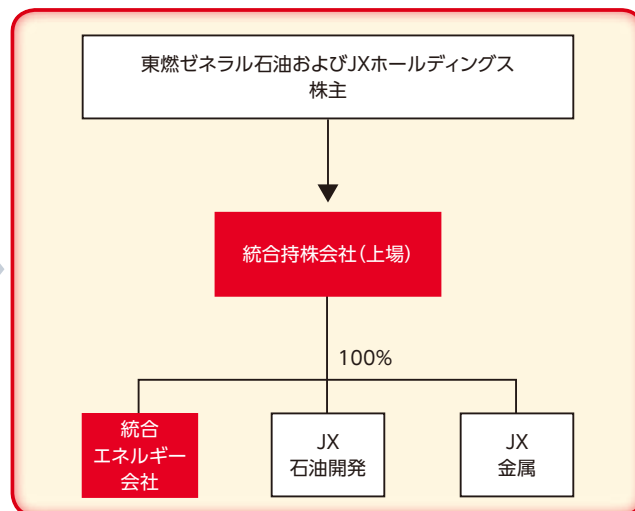 東燃ゼネラル石油およびJXホールディングス
株主
統合持株会社(上場)
100%
統合
エネルギー
会社
JX
石油開発
JX
金属